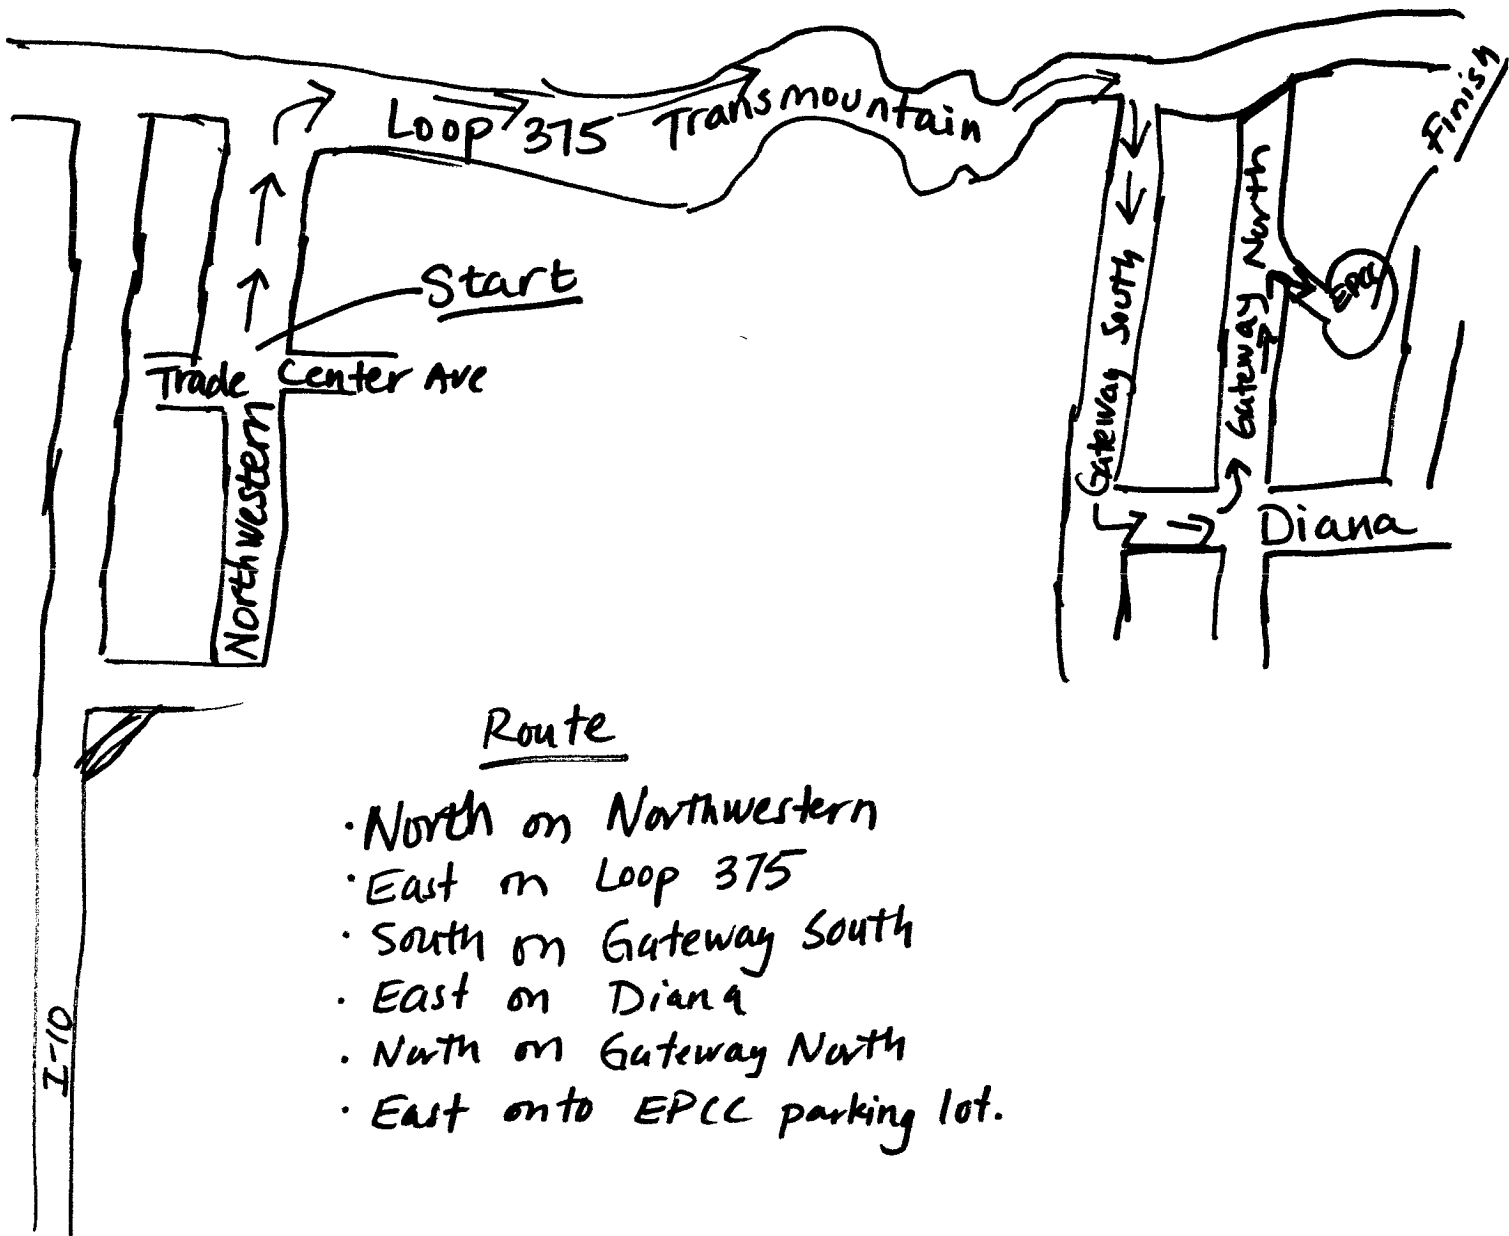 Finish
Loop 375 Transmountain
North
EPCC
Start
Gateway South
Gateway
Trade Center Ave
Northwestern
Diana
Route
· North on Northwestern
· East on Loop 375
· South on Gateway South
· East on Diana
· North on Gateway North
· East onto EPCC parking lot.
I-10